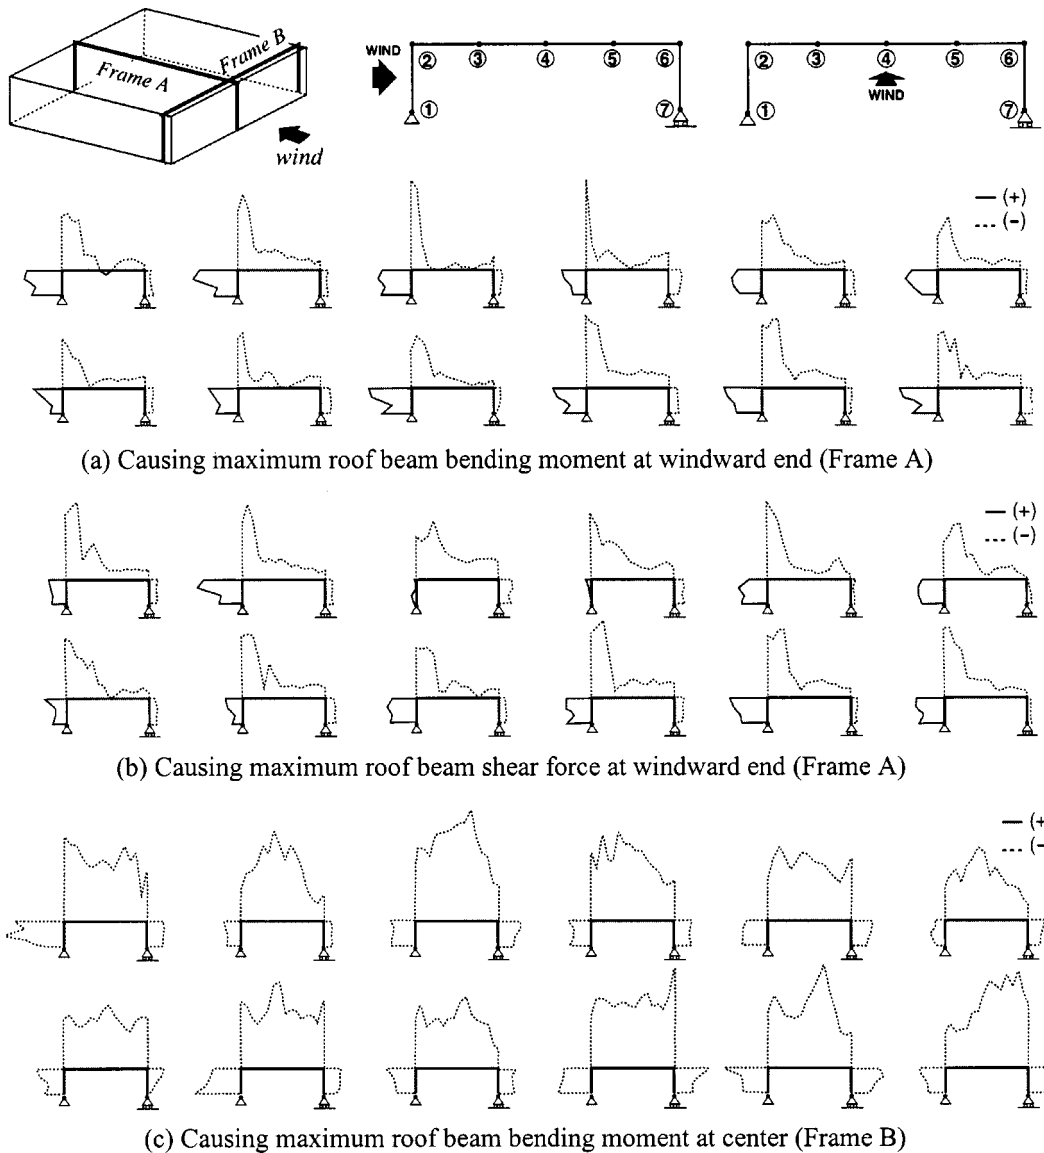 Frame A
Frame B
wind
WIND
② ③ ④ ⑤ ⑥
① ⑦
② ③ ④ ⑤ ⑥
WIND
① ⑦
(+)
(−)
(a) Causing maximum roof beam bending moment at windward end (Frame A)
(+)
(−)
(b) Causing maximum roof beam shear force at windward end (Frame A)
(+
(−
(c) Causing maximum roof beam bending moment at center (Frame B)